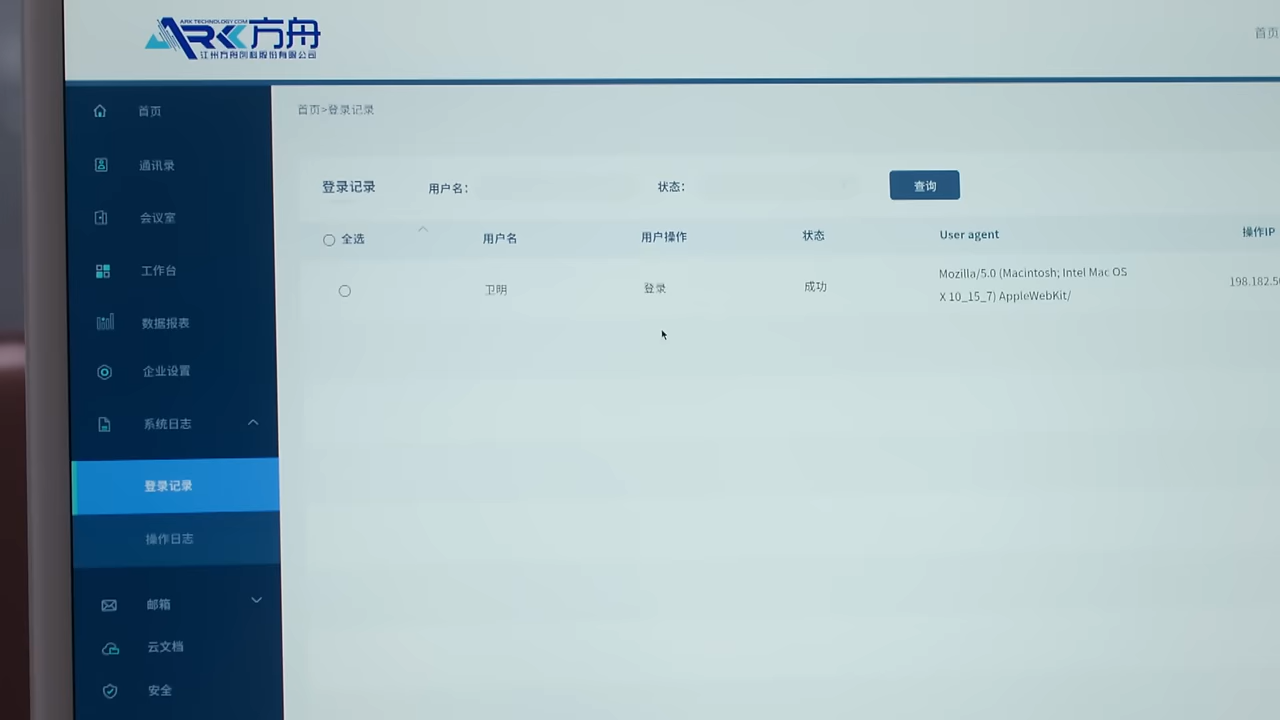 ARK TECHNOLOGY COM
ARK方舟
江州方舟创科股份有限公司
首页
首页
通讯录
会议室
工作台
数据报表
企业设置
系统日志
登录记录
操作日志
邮箱
云文档
安全
首页>登录记录
登录记录 用户名: 状态: 查询
全选 用户名 用户操作 状态 User agent 操作IP
卫明 登录 成功 Mozilla/5.0 (Macintosh; Intel Mac OS 198.182.5
X 10_15_7) AppleWebKit/